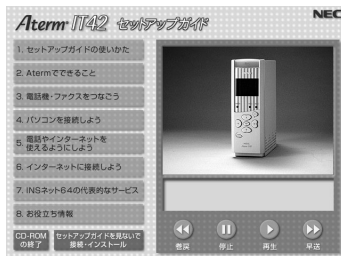 Aterm IT42 セットアップガイド
NEC
1. セットアップガイドの使いかた
2. Atermでできること
3. 電話機・ファクスをつなごう
4. パソコンを接続しよう
5. 電話やインターネットを
使えるようにしよう
6. インターネットに接続しよう
7. INSネット64の代表的なサービス
8. お役立ち情報
CD-ROM
の終了
セットアップガイドを見ないで
接続・インストール
巻戻
停止
再生
早送